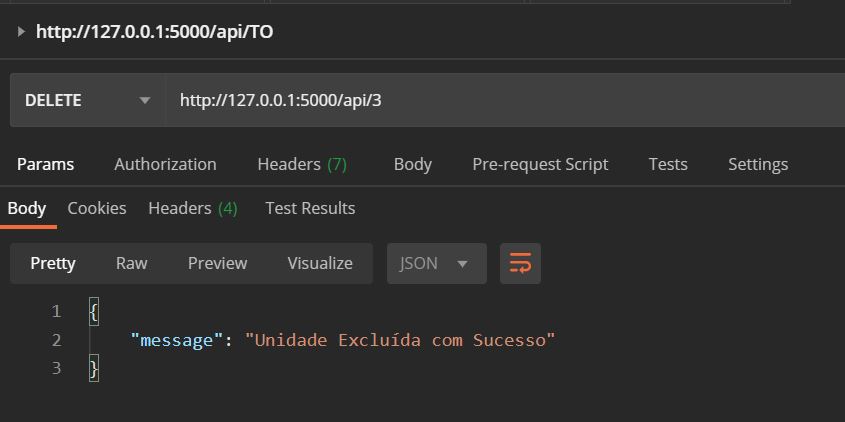 http://127.0.0.1:5000/api/TO
DELETE http://127.0.0.1:5000/api/3
Params Authorization Headers (7) Body Pre-request Script Tests Settings
Body Cookies Headers (4) Test Results
Pretty Raw Preview Visualize JSON
1 {
2 "message": "Unidade Excluída com Sucesso"
3 }